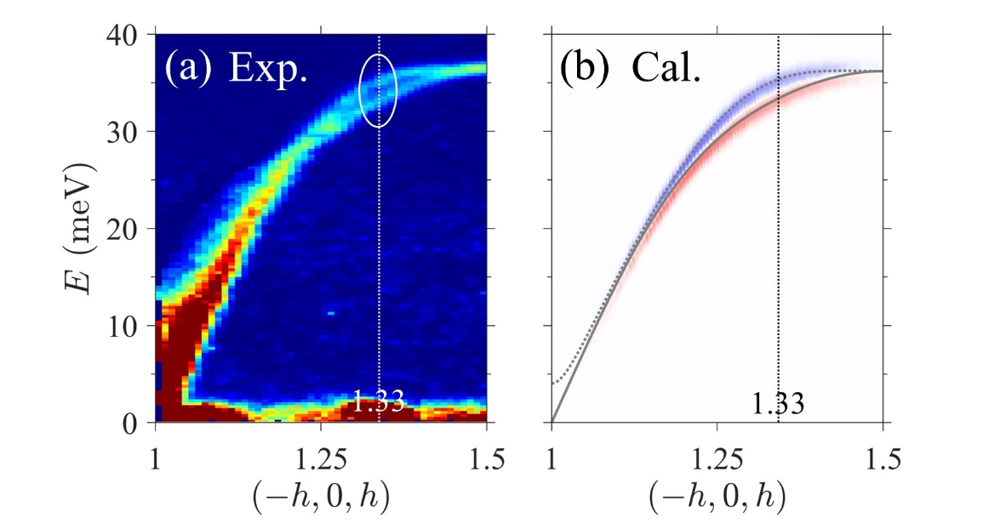 (a) Exp.
(b) Cal.
E (meV)
40
30
20
10
0
1.33
1.33
1
1.25
1.5
1
1.25
1.5
(−h, 0, h)
(−h, 0, h)